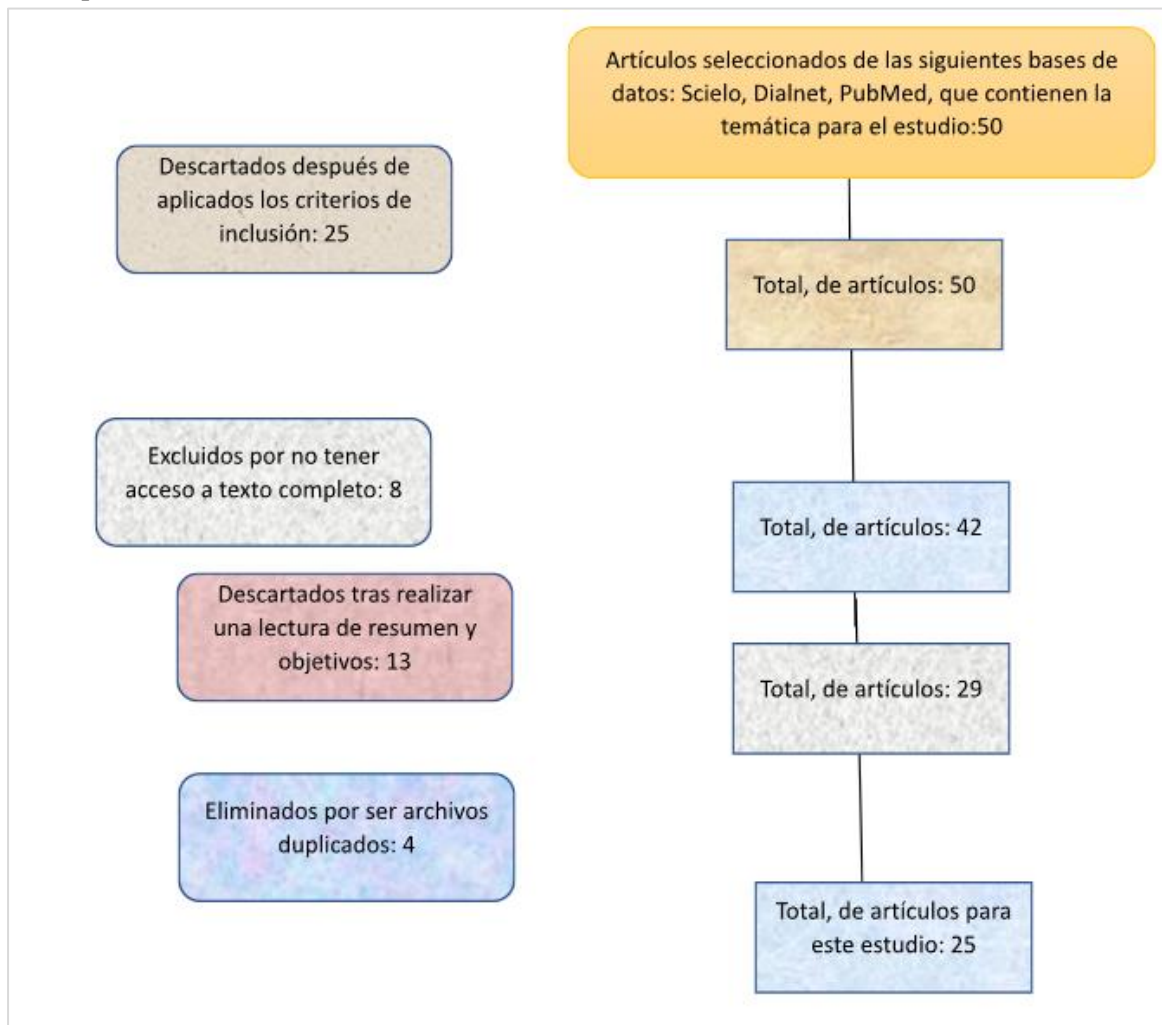 Artículos seleccionados de las siguientes bases de
datos: Scielo, Dialnet, PubMed, que contienen la
temática para el estudio:50
Descartados después de
aplicados los criterios de
inclusión: 25
Total, de artículos: 50
Excluidos por no tener
acceso a texto completo: 8
Total, de artículos: 42
Descartados tras realizar
una lectura de resumen y
objetivos: 13
Total, de artículos: 29
Eliminados por ser archivos
duplicados: 4
Total, de artículos para
este estudio: 25